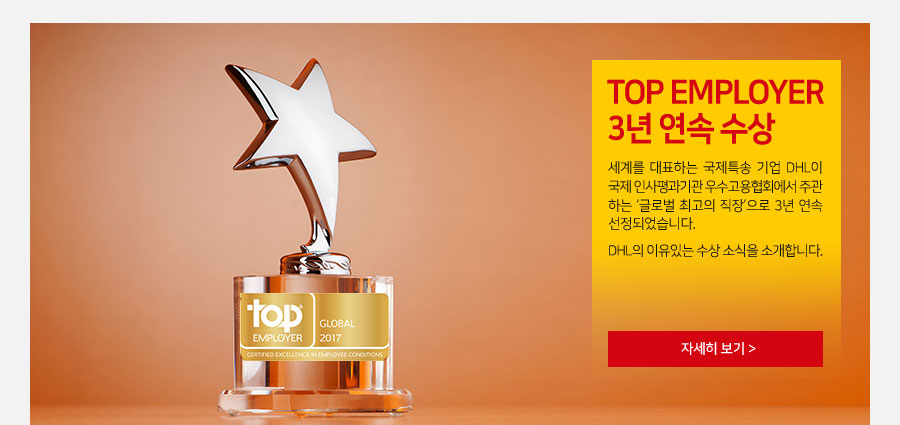 TOP EMPLOYER
3년 연속 수상
세계를 대표하는 국제특송 기업 DHL이
국제 인사평과기관 우수고용협회에서 주관
하는 '글로벌 최고의 직장'으로 3년 연속
선정되었습니다.
DHL의 이유있는 수상 소식을 소개합니다.
자세히 보기 >
top
EMPLOYER
GLOBAL
2017
CERTIFIED EXCELLENCE IN EMPLOYEE CONDITIONS